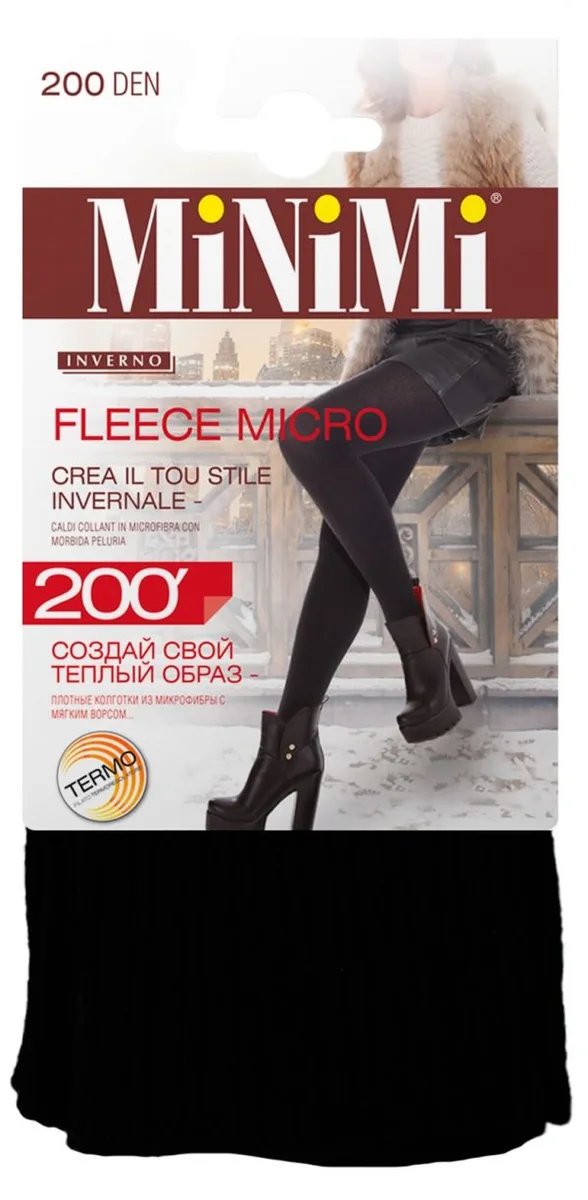 200 DEN
MiNiMi®
INVERNO
FLEECE MICRO
CREA IL TOU STILE
INVERNALE -
CALDI COLLANT IN MICROFIBRA CON
MORBIDA PELURIA
200'
СОЗДАЙ СВОЙ
ТЕПЛЫЙ ОБРАЗ -
ПЛОТНЫЕ КОЛГОТКИ ИЗ МИКРОФИБРЫ С
МЯГКИМ ВОРСОМ...
TERMO